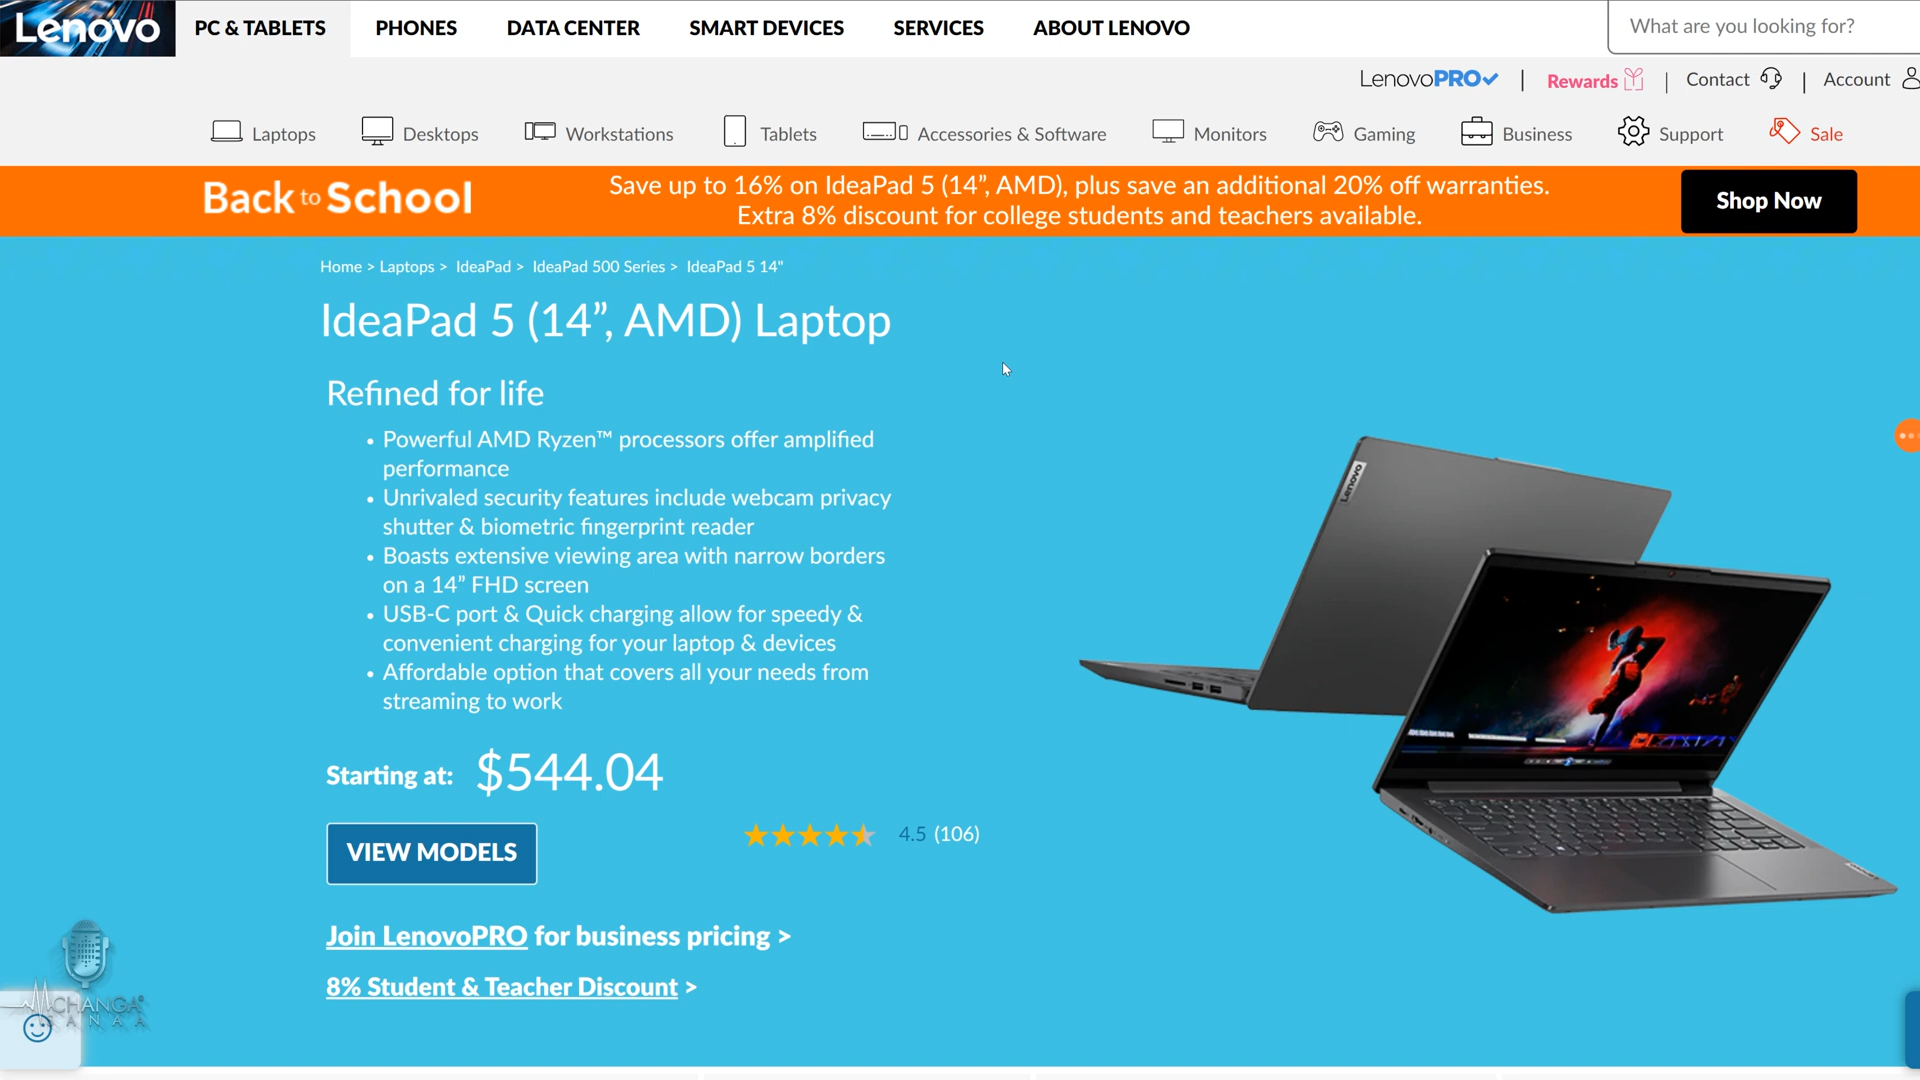 Lenovo
PC & TABLETS
PHONES
DATA CENTER
SMART DEVICES
SERVICES
ABOUT LENOVO
What are you looking for?
LenovoPRO
|
Rewards
|
Contact
|
Account
Laptops
Desktops
Workstations
Tablets
Accessories & Software
Monitors
Gaming
Business
Support
Sale
Back to School
Save up to 16% on IdeaPad 5 (14”, AMD), plus save an additional 20% off warranties.
Extra 8% discount for college students and teachers available.
Shop Now
Home > Laptops > IdeaPad > IdeaPad 500 Series > IdeaPad 5 14"
IdeaPad 5 (14”, AMD) Laptop
Refined for life
• Powerful AMD Ryzen™ processors offer amplified
performance
• Unrivaled security features include webcam privacy
shutter & biometric fingerprint reader
• Boasts extensive viewing area with narrow borders
on a 14” FHD screen
• USB-C port & Quick charging allow for speedy &
convenient charging for your laptop & devices
• Affordable option that covers all your needs from
streaming to work
Starting at: $544.04
VIEW MODELS
4.5 (106)
Join LenovoPRO for business pricing >
8% Student & Teacher Discount >
Lenovo
CHANGA
SANAA